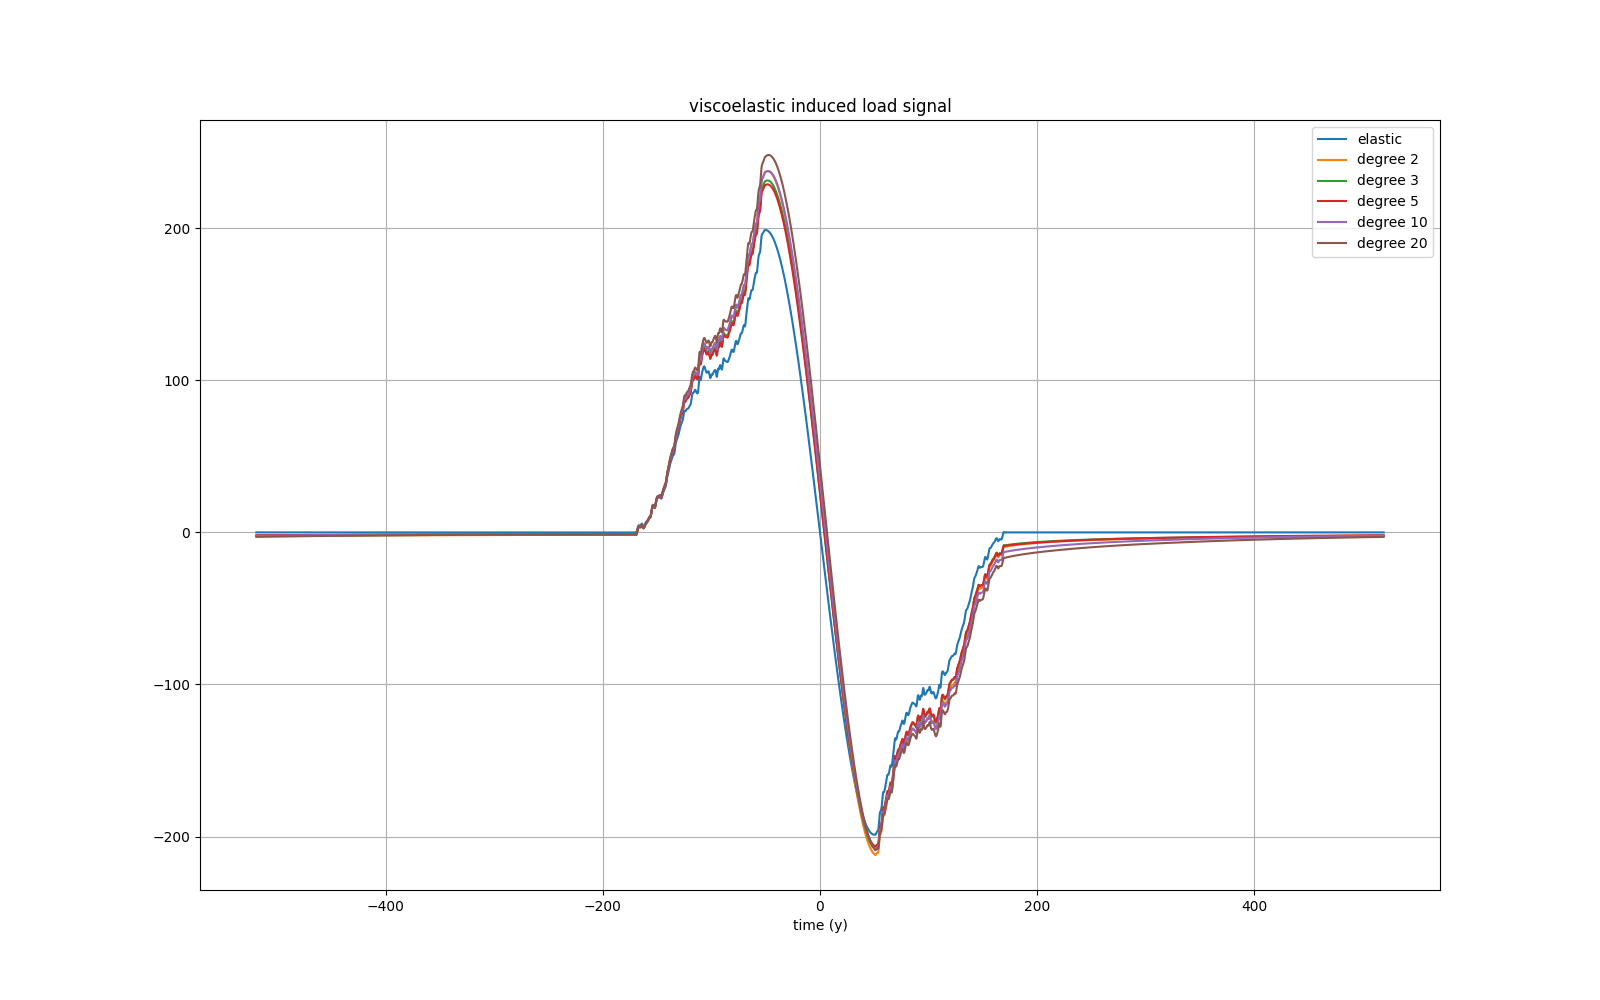 viscoelastic induced load signal
elastic
degree 2
degree 3
degree 5
degree 10
degree 20
200
100
0
−100
−200
−400
−200
0
200
400
time (y)